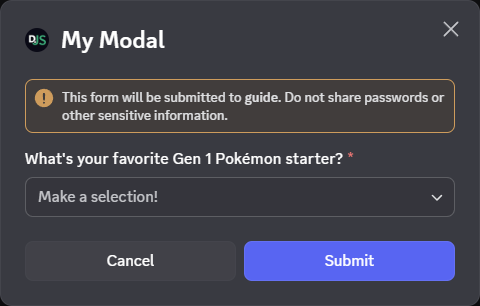 DJS
My Modal
This form will be submitted to guide. Do not share passwords or
other sensitive information.
What's your favorite Gen 1 Pokémon starter? *
Make a selection!
Cancel
Submit